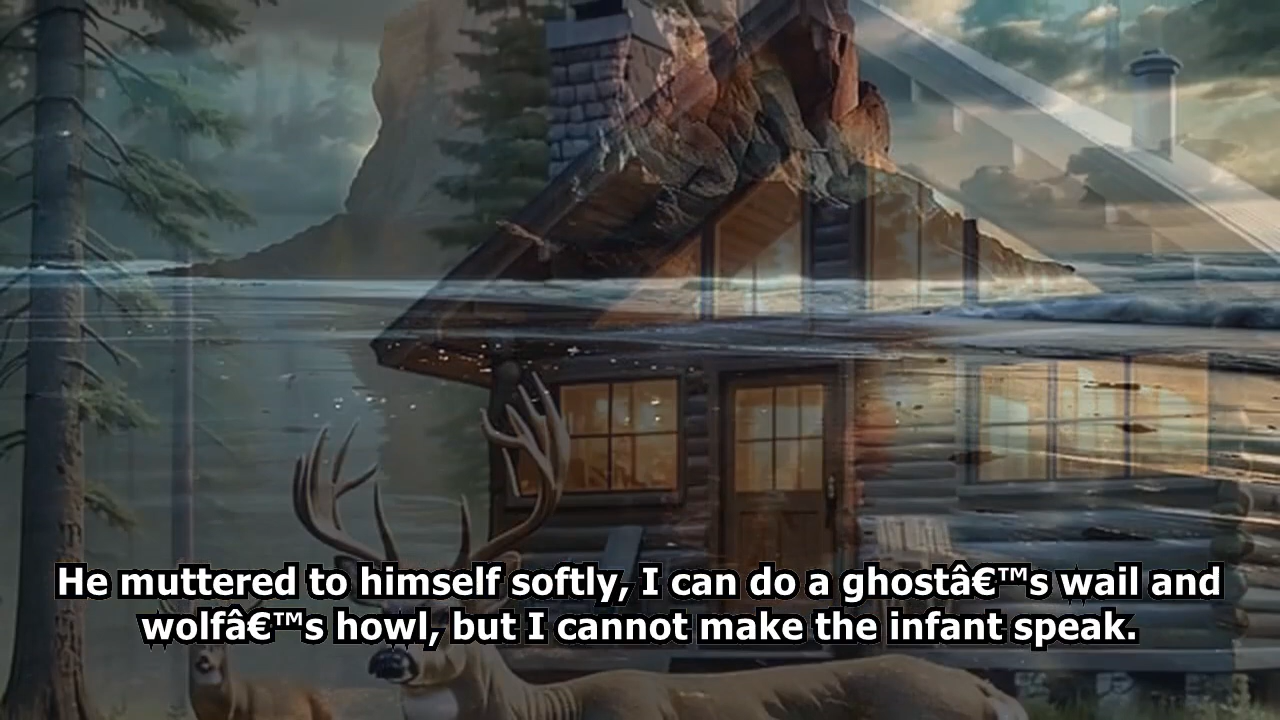 He muttered to himself softly, I can do a ghostâ€™s wail and
wolfâ€™s howl, but I cannot make the infant speak.